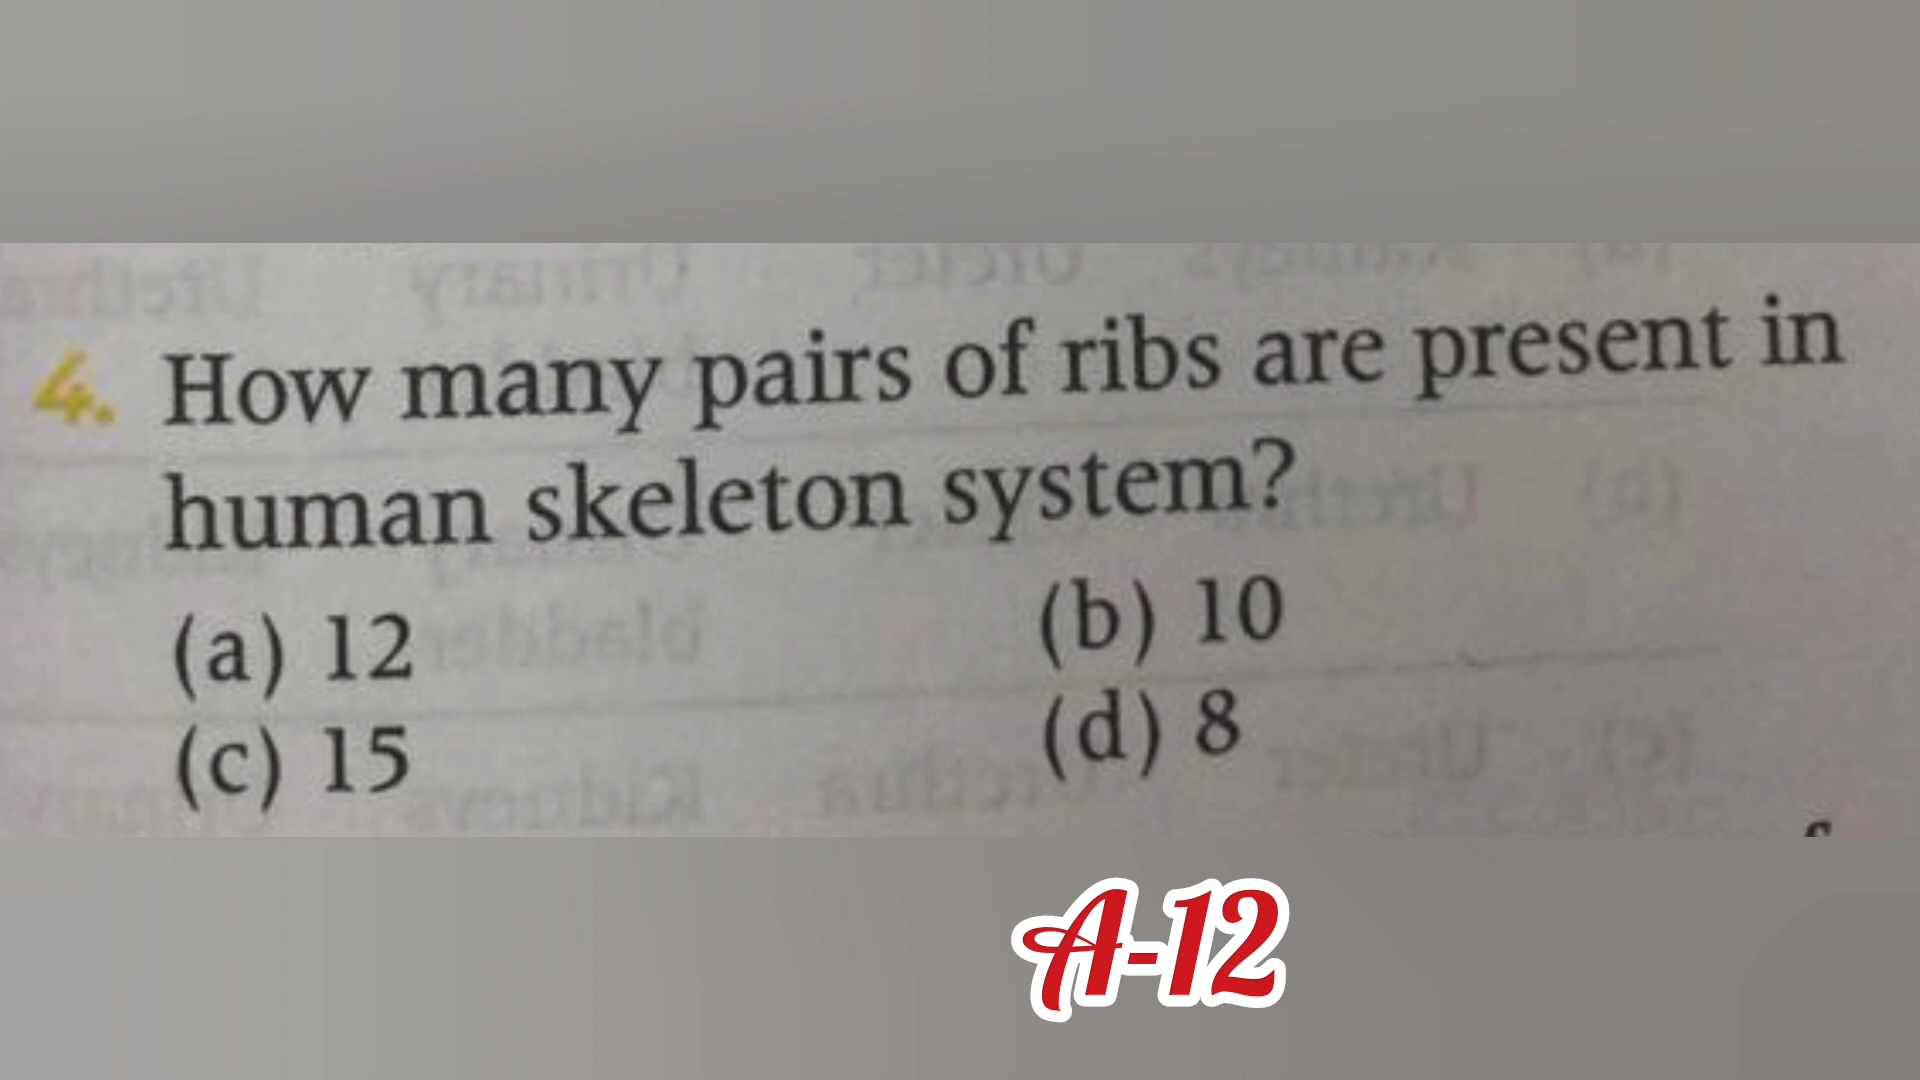 4. How many pairs of ribs are present in
human skeleton system?
(a) 12 (b) 10
(c) 15 (d) 8
A-12